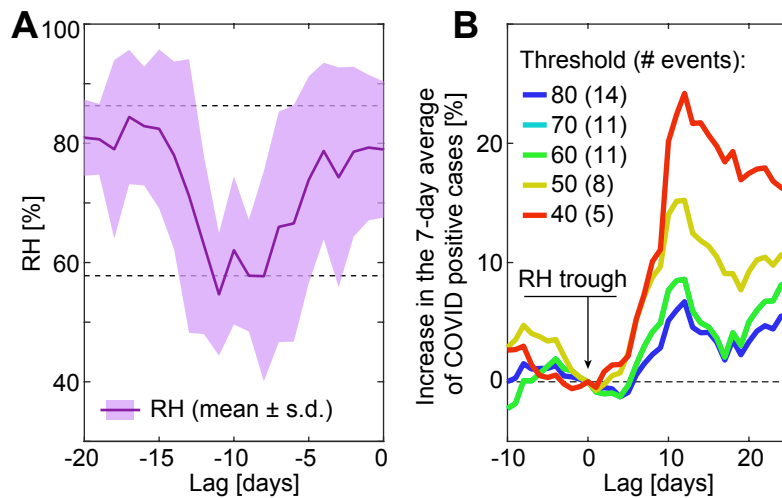 A
100
80
60
40
RH [%]
RH (mean ± s.d.)
-20
-15
-10
-5
0
Lag [days]
B
Increase in the 7-day average
of COVID positive cases [%]
20
10
0
Threshold (# events):
80 (14)
70 (11)
60 (11)
50 (8)
40 (5)
RH trough
-10
0
10
20
Lag [days]